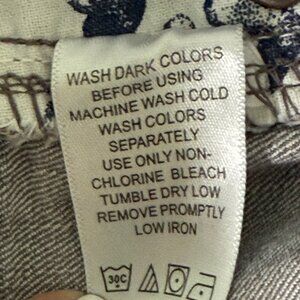 WASH DARK COLORS
BEFORE USING
MACHINE WASH COLD
WASH COLORS
SEPARATELY
USE ONLY NON-
CHLORINE BLEACH
TUMBLE DRY LOW
REMOVE PROMPTLY
LOW IRON
30C